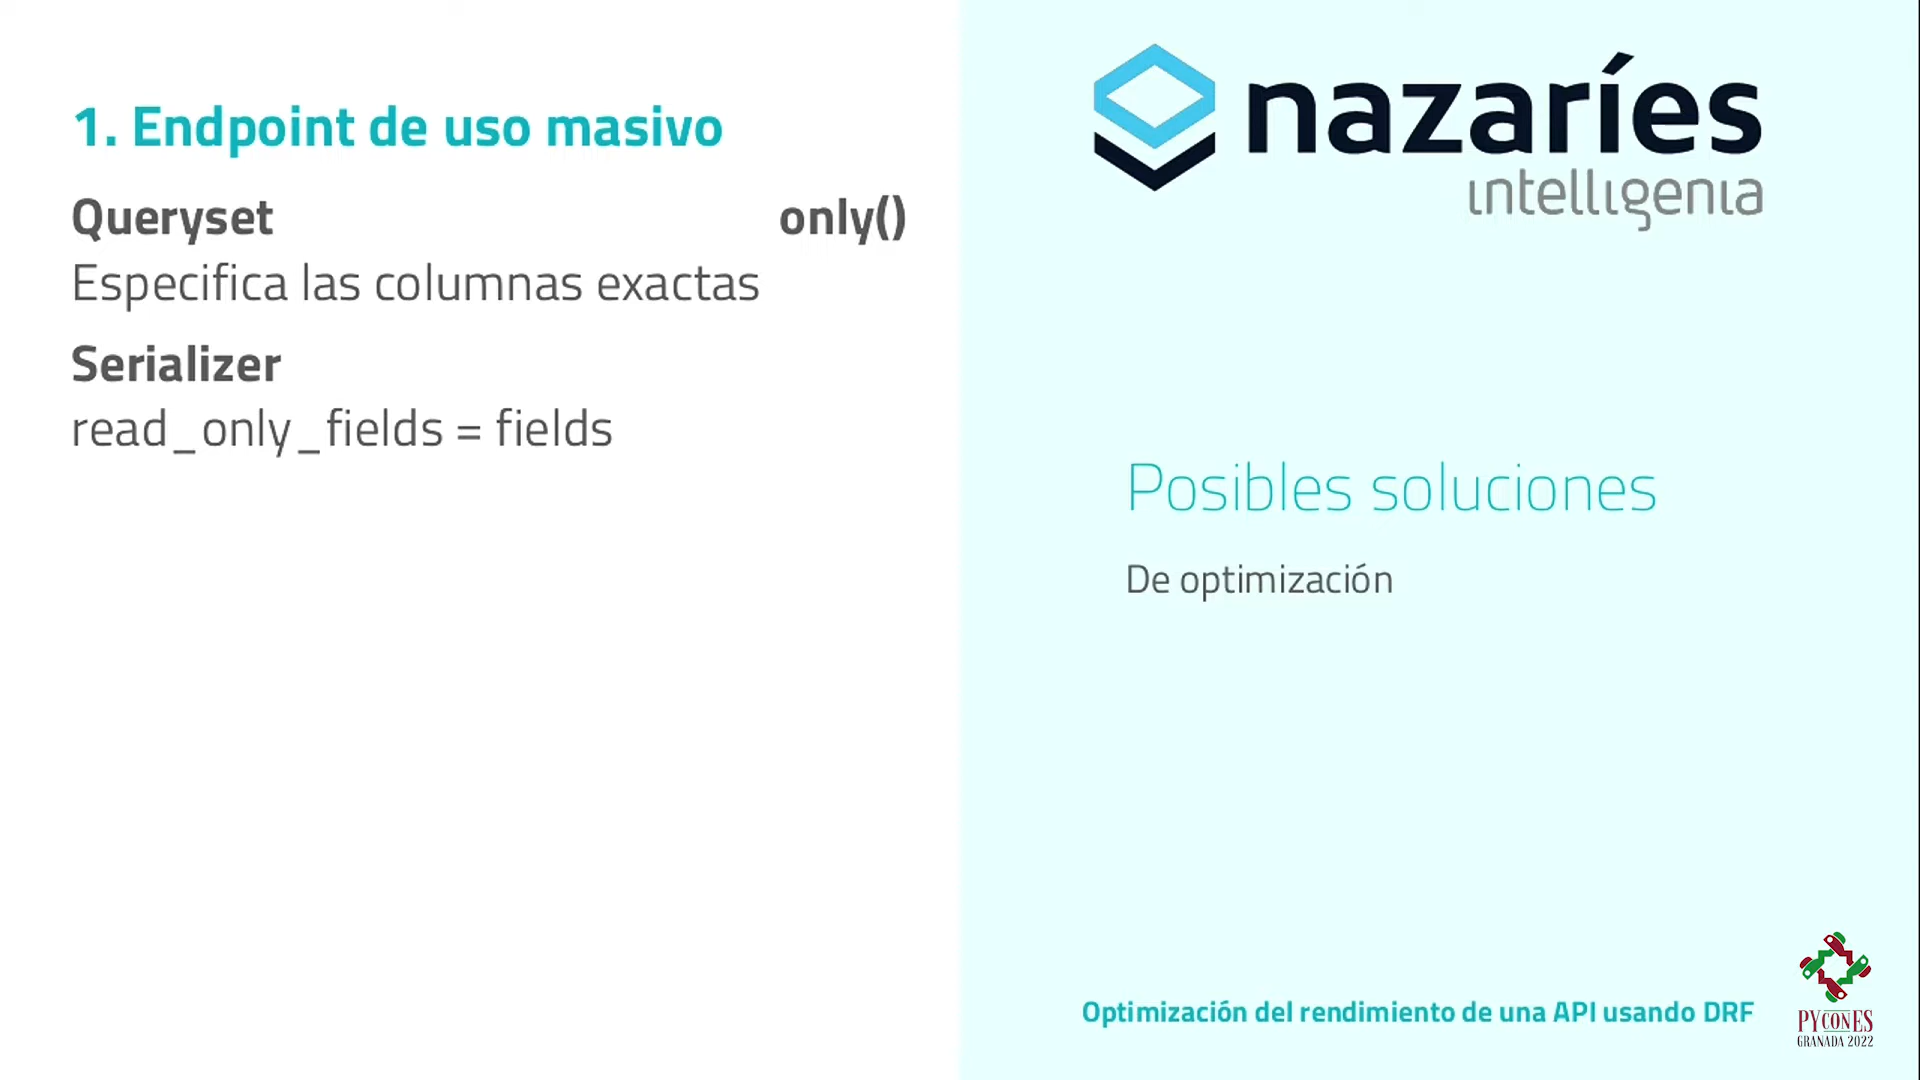 1. Endpoint de uso masivo
Queryset only()
Especifica las columnas exactas
Serializer
read_only_fields = fields
nazaríes
intelligenia
Posibles soluciones
De optimización
Optimización del rendimiento de una API usando DRF
PYCONES
GRANADA 2022